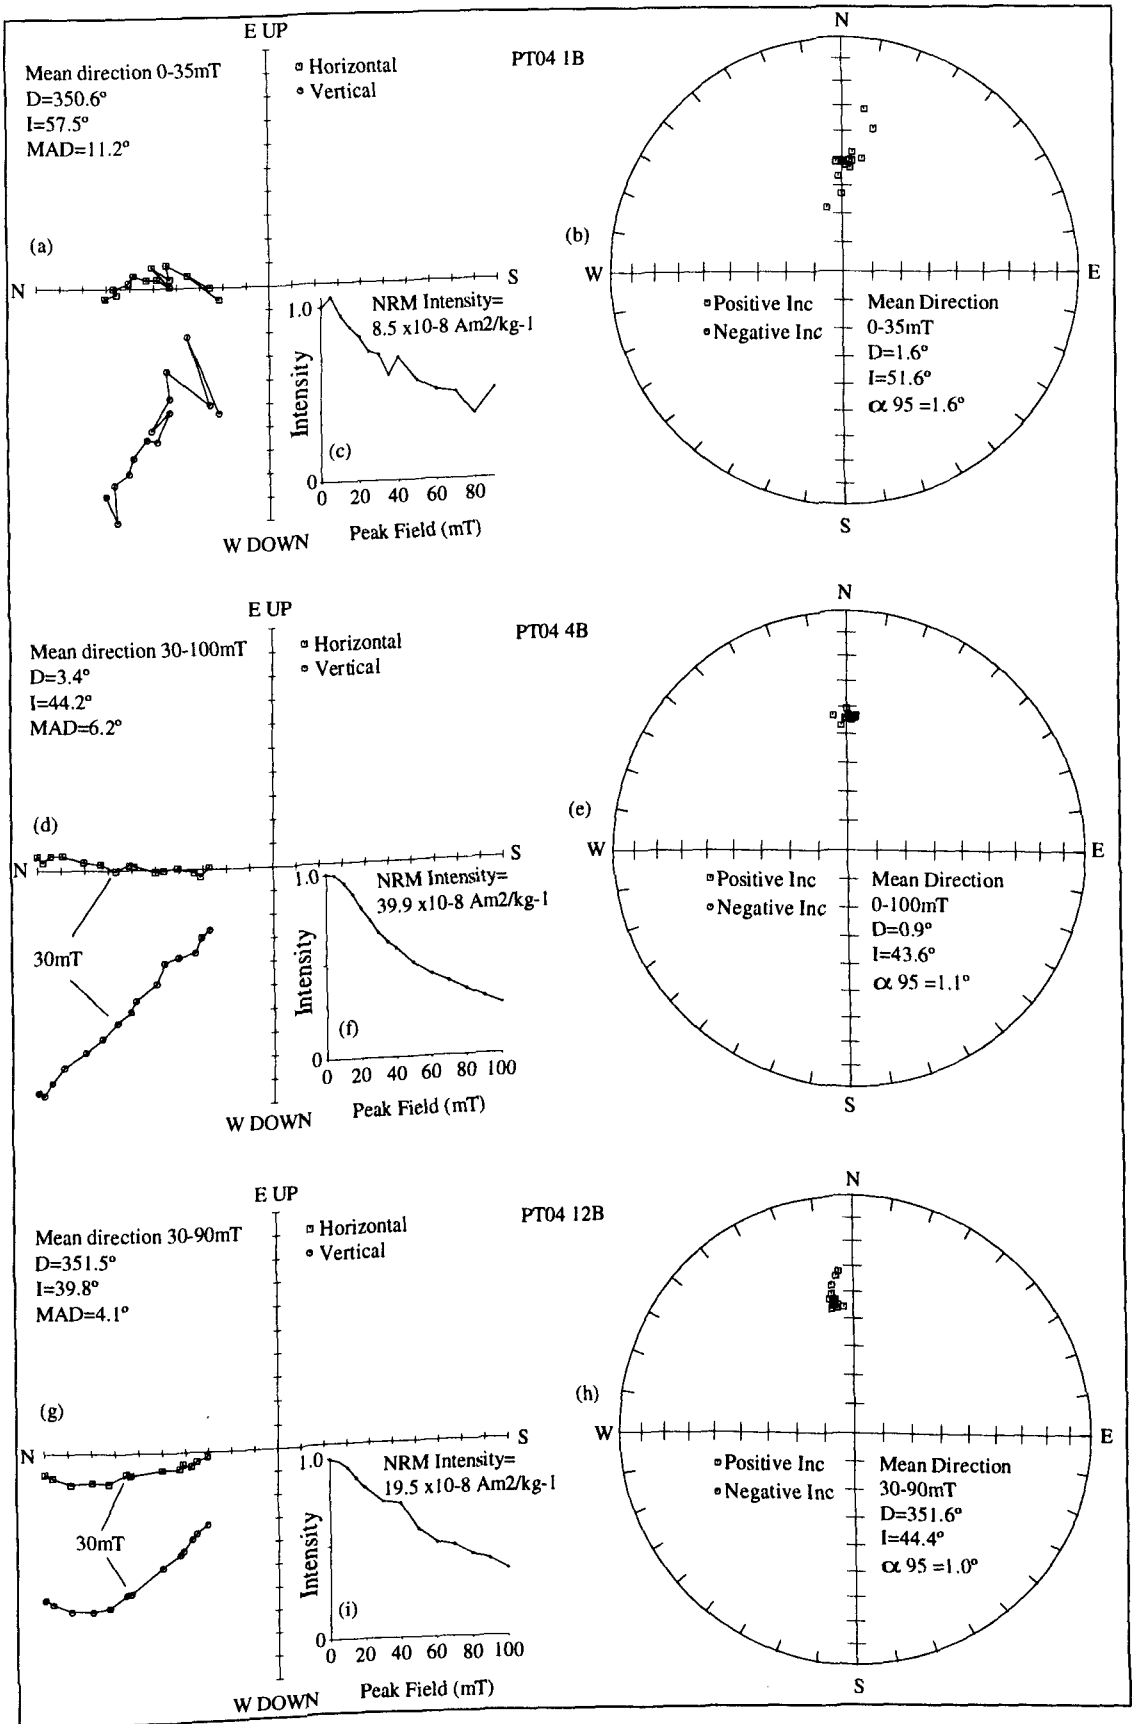 PT04 1B
E UP
Mean direction 0-35mT
D=350.6°
I=57.5°
MAD=11.2°
Horizontal
Vertical
(a)
N
S
W DOWN
1.0
NRM Intensity=
8.5 x10-8 Am2/kg-1
Intensity
(c)
0
0 20 40 60 80
Peak Field (mT)
N
(b)
W
E
S
Positive Inc
Negative Inc
Mean Direction
0-35mT
D=1.6°
I=51.6°
α 95 =1.6°
PT04 4B
E UP
Mean direction 30-100mT
D=3.4°
I=44.2°
MAD=6.2°
Horizontal
Vertical
(d)
N
S
30mT
W DOWN
1.0
NRM Intensity=
39.9 x10-8 Am2/kg-1
Intensity
(f)
0
0 20 40 60 80 100
Peak Field (mT)
N
(e)
W
E
S
Positive Inc
Negative Inc
Mean Direction
0-100mT
D=0.9°
I=43.6°
α 95 =1.1°
PT04 12B
E UP
Mean direction 30-90mT
D=351.5°
I=39.8°
MAD=4.1°
Horizontal
Vertical
(g)
N
S
30mT
W DOWN
1.0
NRM Intensity=
19.5 x10-8 Am2/kg-1
Intensity
(i)
0
0 20 40 60 80 100
Peak Field (mT)
N
(h)
W
E
S
Positive Inc
Negative Inc
Mean Direction
30-90mT
D=351.6°
I=44.4°
α 95 =1.0°